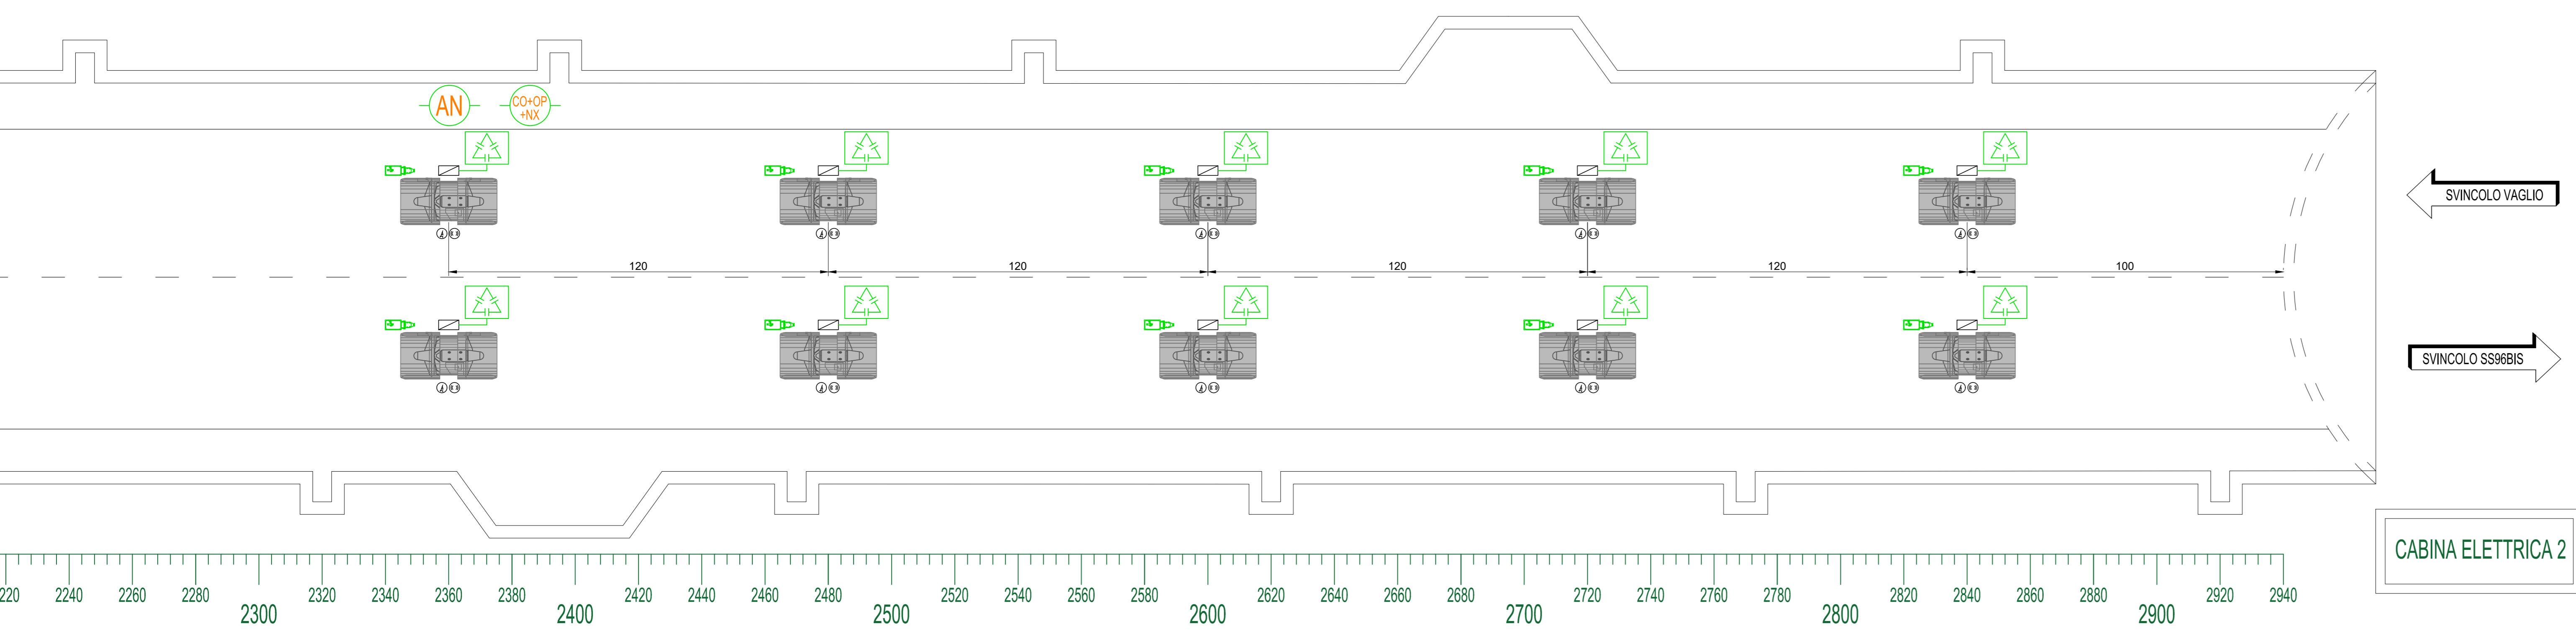 AN
CO+OP
+NX
SVINCOLO VAGLIO
120
120
120
120
100
SVINCOLO SS96BIS
CABINA ELETTRICA 2
220 2240 2260 2280 2320 2340 2360 2380 2420 2440 2460 2480 2520 2540 2560 2580 2620 2640 2660 2680 2720 2740 2760 2780 2820 2840 2860 2880 2920 2940
2300 2400 2500 2600 2700 2800 2900